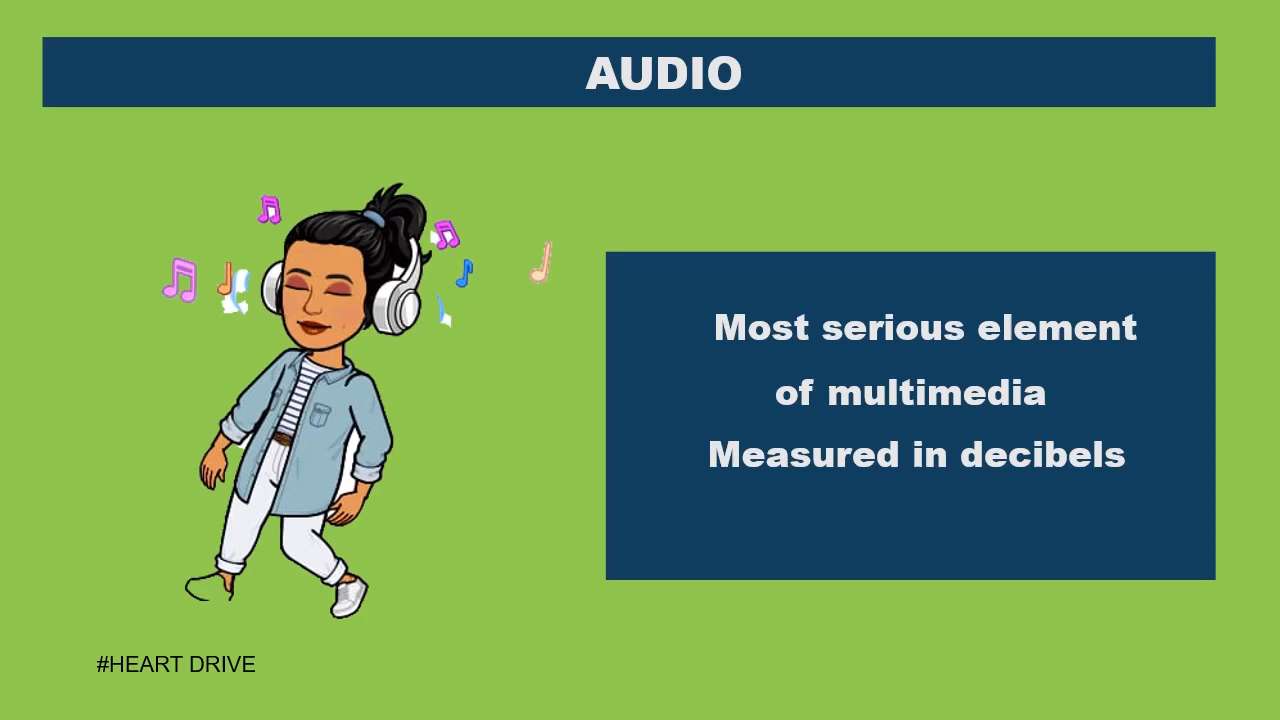 AUDIO
Most serious element
of multimedia
Measured in decibels
#HEART DRIVE